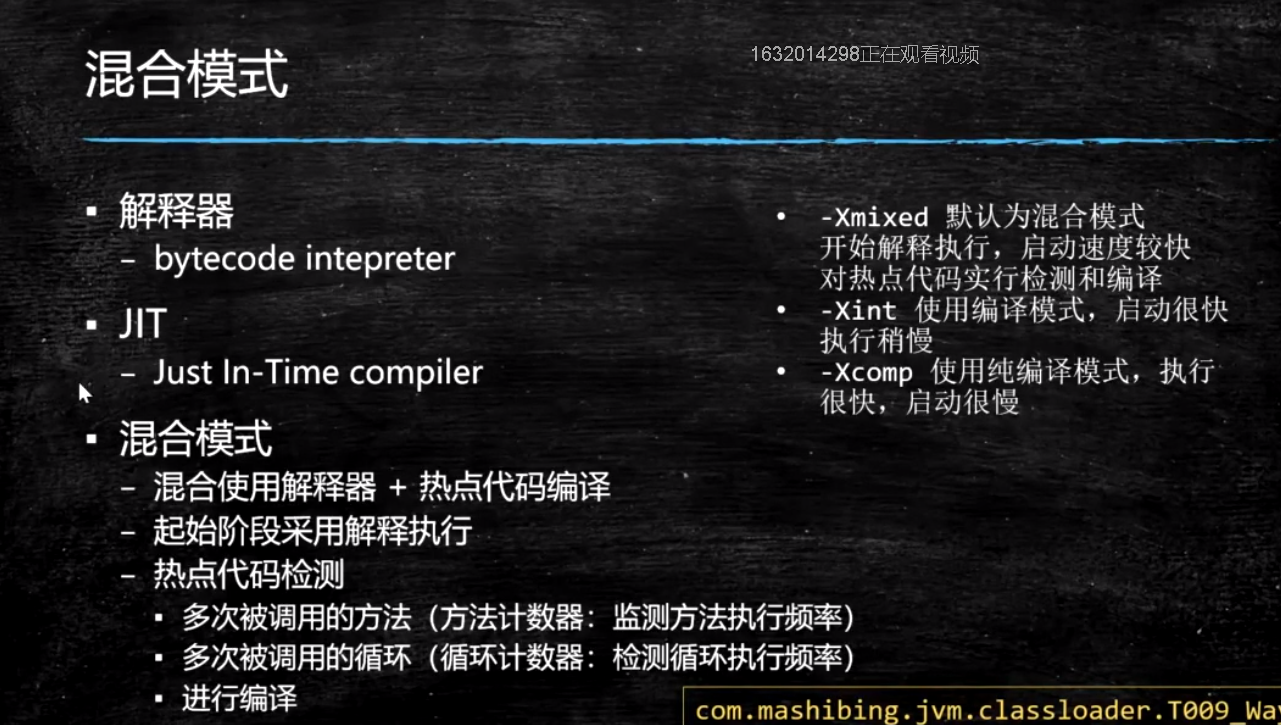 混合模式
1632014298正在观看视频
▪ 解释器
– bytecode intepreter
▪ JIT
– Just In-Time compiler
▪ 混合模式
– 混合使用解释器 + 热点代码编译
– 起始阶段采用解释执行
– 热点代码检测
▪ 多次被调用的方法（方法计数器：监测方法执行频率）
▪ 多次被调用的循环（循环计数器：检测循环执行频率）
▪ 进行编译
• -Xmixed 默认为混合模式
开始解释执行，启动速度较快
对热点代码实行检测和编译
• -Xint 使用编译模式，启动很快
执行稍慢
• -Xcomp 使用纯编译模式，执行
很快，启动很慢
com.mashibing.jvm.classloader.T009_Way